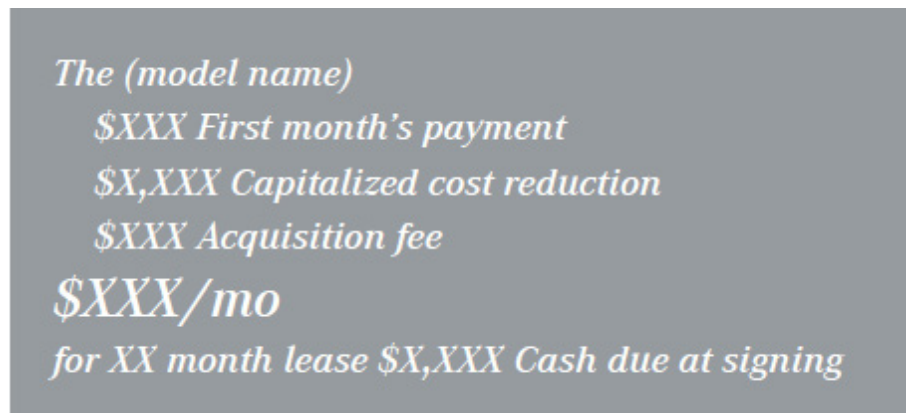 The (model name)
$XXX First month's payment
$X,XXX Capitalized cost reduction
$XXX Acquisition fee
$XXX/mo
for XX month lease $X,XXX Cash due at signing